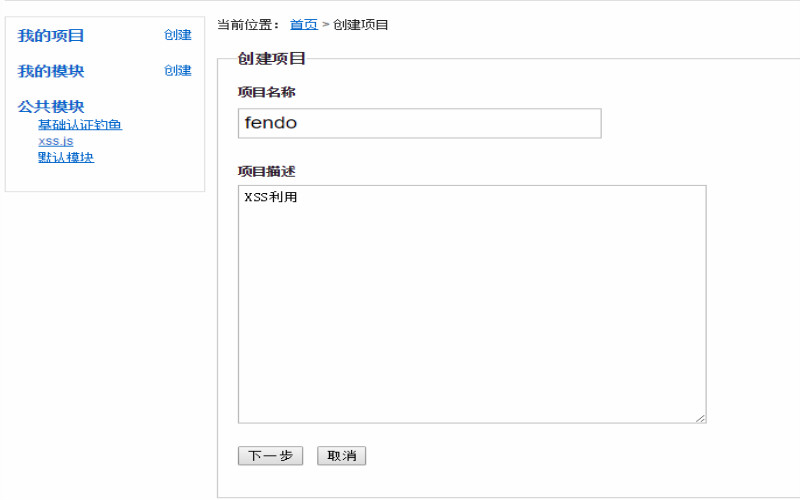 我的项目 创建
我的模块 创建
公共模块
基础认证钓鱼
xss.js
默认模块
当前位置： 首页 > 创建项目
创建项目
项目名称
fendo
项目描述
XSS利用
下一步 取消